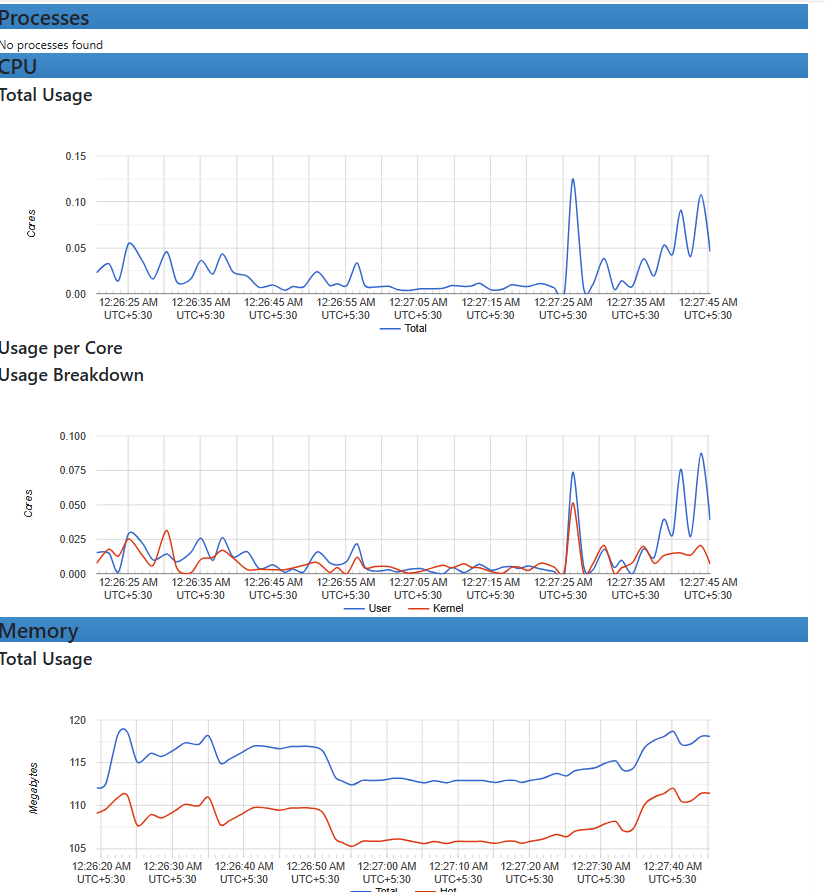 Processes
No processes found
CPU
Total Usage
0.15
0.10
0.05
0.00
Cores
12:26:25 AM 12:26:35 AM 12:26:45 AM 12:26:55 AM 12:27:05 AM 12:27:15 AM 12:27:25 AM 12:27:35 AM 12:27:45 AM
UTC+5:30 UTC+5:30 UTC+5:30 UTC+5:30 UTC+5:30 UTC+5:30 UTC+5:30 UTC+5:30 UTC+5:30
Total
Usage per Core
Usage Breakdown
0.100
0.075
0.050
0.025
0.000
Cores
12:26:25 AM 12:26:35 AM 12:26:45 AM 12:26:55 AM 12:27:05 AM 12:27:15 AM 12:27:25 AM 12:27:35 AM 12:27:45 AM
UTC+5:30 UTC+5:30 UTC+5:30 UTC+5:30 UTC+5:30 UTC+5:30 UTC+5:30 UTC+5:30 UTC+5:30
User Kernel
Memory
Total Usage
120
115
110
105
Megabytes
12:26:20 AM 12:26:30 AM 12:26:40 AM 12:26:50 AM 12:27:00 AM 12:27:10 AM 12:27:20 AM 12:27:30 AM 12:27:40 AM
UTC+5:30 UTC+5:30 UTC+5:30 UTC+5:30 UTC+5:30 UTC+5:30 UTC+5:30 UTC+5:30 UTC+5:30
Total Hot